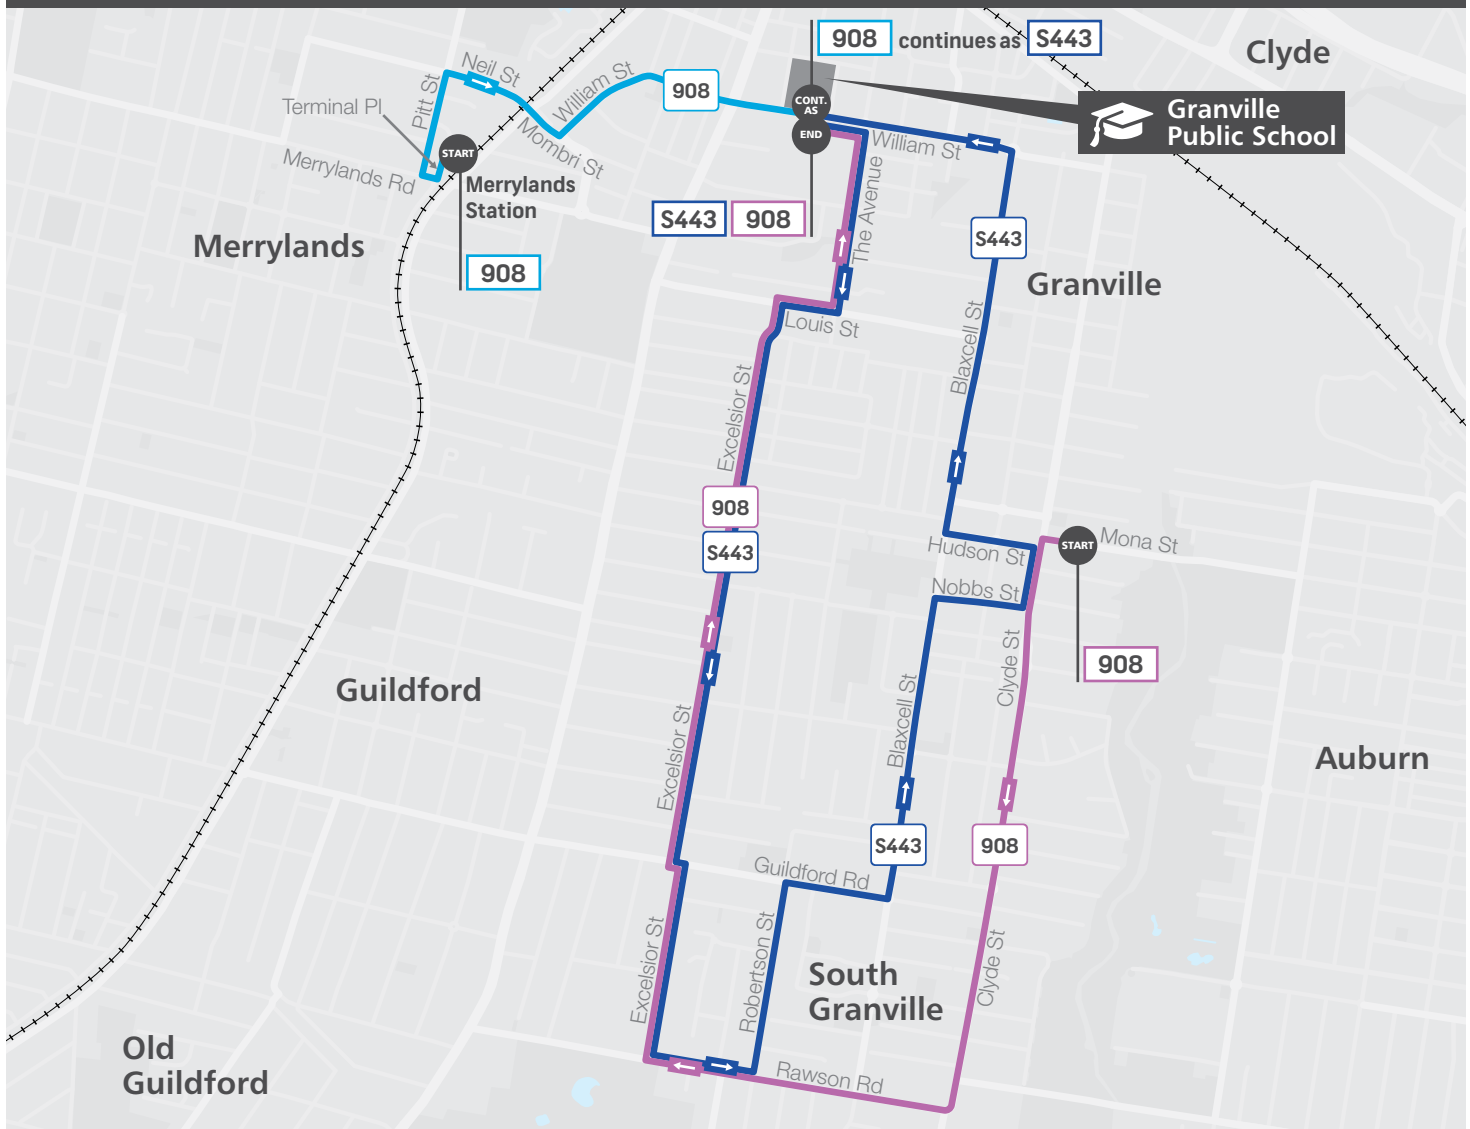 908 continues as S443
Clyde
Granville
Public School
Neil St
William St
908
CONT.
AS
END
Terminal Pl
Pitt St
START
Merrylands Rd
Mombri St
William St
Merrylands
Station
S443 908
The Avenue
S443
Merrylands
908
Granville
Louis St
Blaxcell St
Excelsior St
908
S443
Hudson St
START
Mona St
Nobbs St
Clyde St
908
Guildford
Blaxcell St
Excelsior St
Auburn
S443
908
Guildford Rd
Excelsior St
Robertson St
South
Granville
Clyde St
Old
Guildford
Rawson Rd